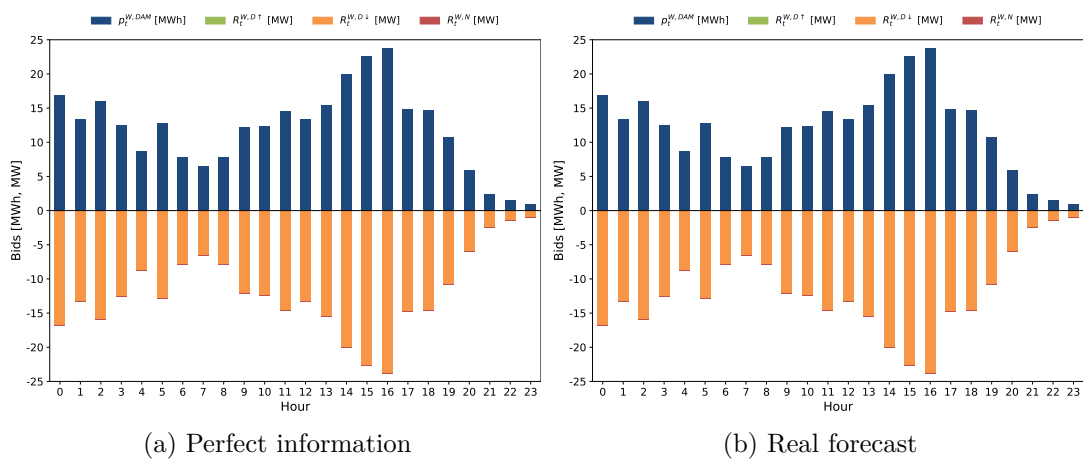 p_t^{W,DAM} [MWh] R_t^{W,D↑} [MW] R_t^{W,D↓} [MW] R_t^{W,N} [MW]
Bids [MWh, MW]
25
20
15
10
5
0
-5
-10
-15
-20
-25
0 1 2 3 4 5 6 7 8 9 10 11 12 13 14 15 16 17 18 19 20 21 22 23
Hour
(a) Perfect information
p_t^{W,DAM} [MWh] R_t^{W,D↑} [MW] R_t^{W,D↓} [MW] R_t^{W,N} [MW]
Bids [MWh, MW]
25
20
15
10
5
0
-5
-10
-15
-20
-25
0 1 2 3 4 5 6 7 8 9 10 11 12 13 14 15 16 17 18 19 20 21 22 23
Hour
(b) Real forecast